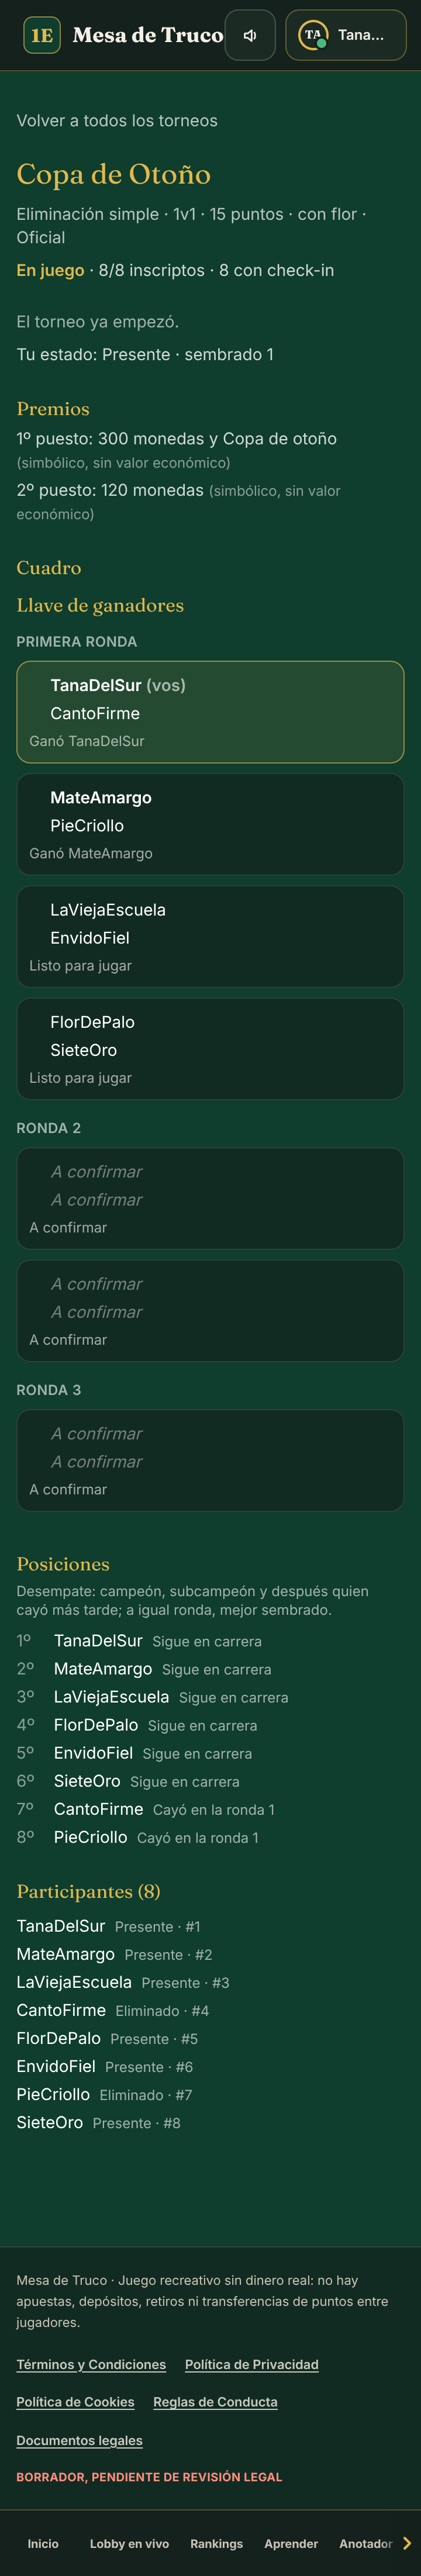 1E Mesa de Truco TA Tana...
Volver a todos los torneos
Copa de Otoño
Eliminación simple · 1v1 · 15 puntos · con flor ·
Oficial
En juego · 8/8 inscriptos · 8 con check-in
El torneo ya empezó.
Tu estado: Presente · sembrado 1
Premios
1º puesto: 300 monedas y Copa de otoño
(simbólico, sin valor económico)
2º puesto: 120 monedas (simbólico, sin valor
económico)
Cuadro
Llave de ganadores
PRIMERA RONDA
TanaDelSur (vos)
CantoFirme
Ganó TanaDelSur
MateAmargo
PieCriollo
Ganó MateAmargo
LaViejaEscuela
EnvidoFiel
Listo para jugar
FlorDePalo
SieteOro
Listo para jugar
RONDA 2
A confirmar
A confirmar
A confirmar
A confirmar
A confirmar
A confirmar
RONDA 3
A confirmar
A confirmar
A confirmar
Posiciones
Desempate: campeón, subcampeón y después quien
cayó más tarde; a igual ronda, mejor sembrado.
1º TanaDelSur Sigue en carrera
2º MateAmargo Sigue en carrera
3º LaViejaEscuela Sigue en carrera
4º FlorDePalo Sigue en carrera
5º EnvidoFiel Sigue en carrera
6º SieteOro Sigue en carrera
7º CantoFirme Cayó en la ronda 1
8º PieCriollo Cayó en la ronda 1
Participantes (8)
TanaDelSur Presente · #1
MateAmargo Presente · #2
LaViejaEscuela Presente · #3
CantoFirme Eliminado · #4
FlorDePalo Presente · #5
EnvidoFiel Presente · #6
PieCriollo Eliminado · #7
SieteOro Presente · #8
Mesa de Truco · Juego recreativo sin dinero real: no hay
apuestas, depósitos, retiros ni transferencias de puntos entre
jugadores.
Términos y Condiciones Política de Privacidad
Política de Cookies Reglas de Conducta
Documentos legales
BORRADOR, PENDIENTE DE REVISIÓN LEGAL
Inicio Lobby en vivo Rankings Aprender Anotador